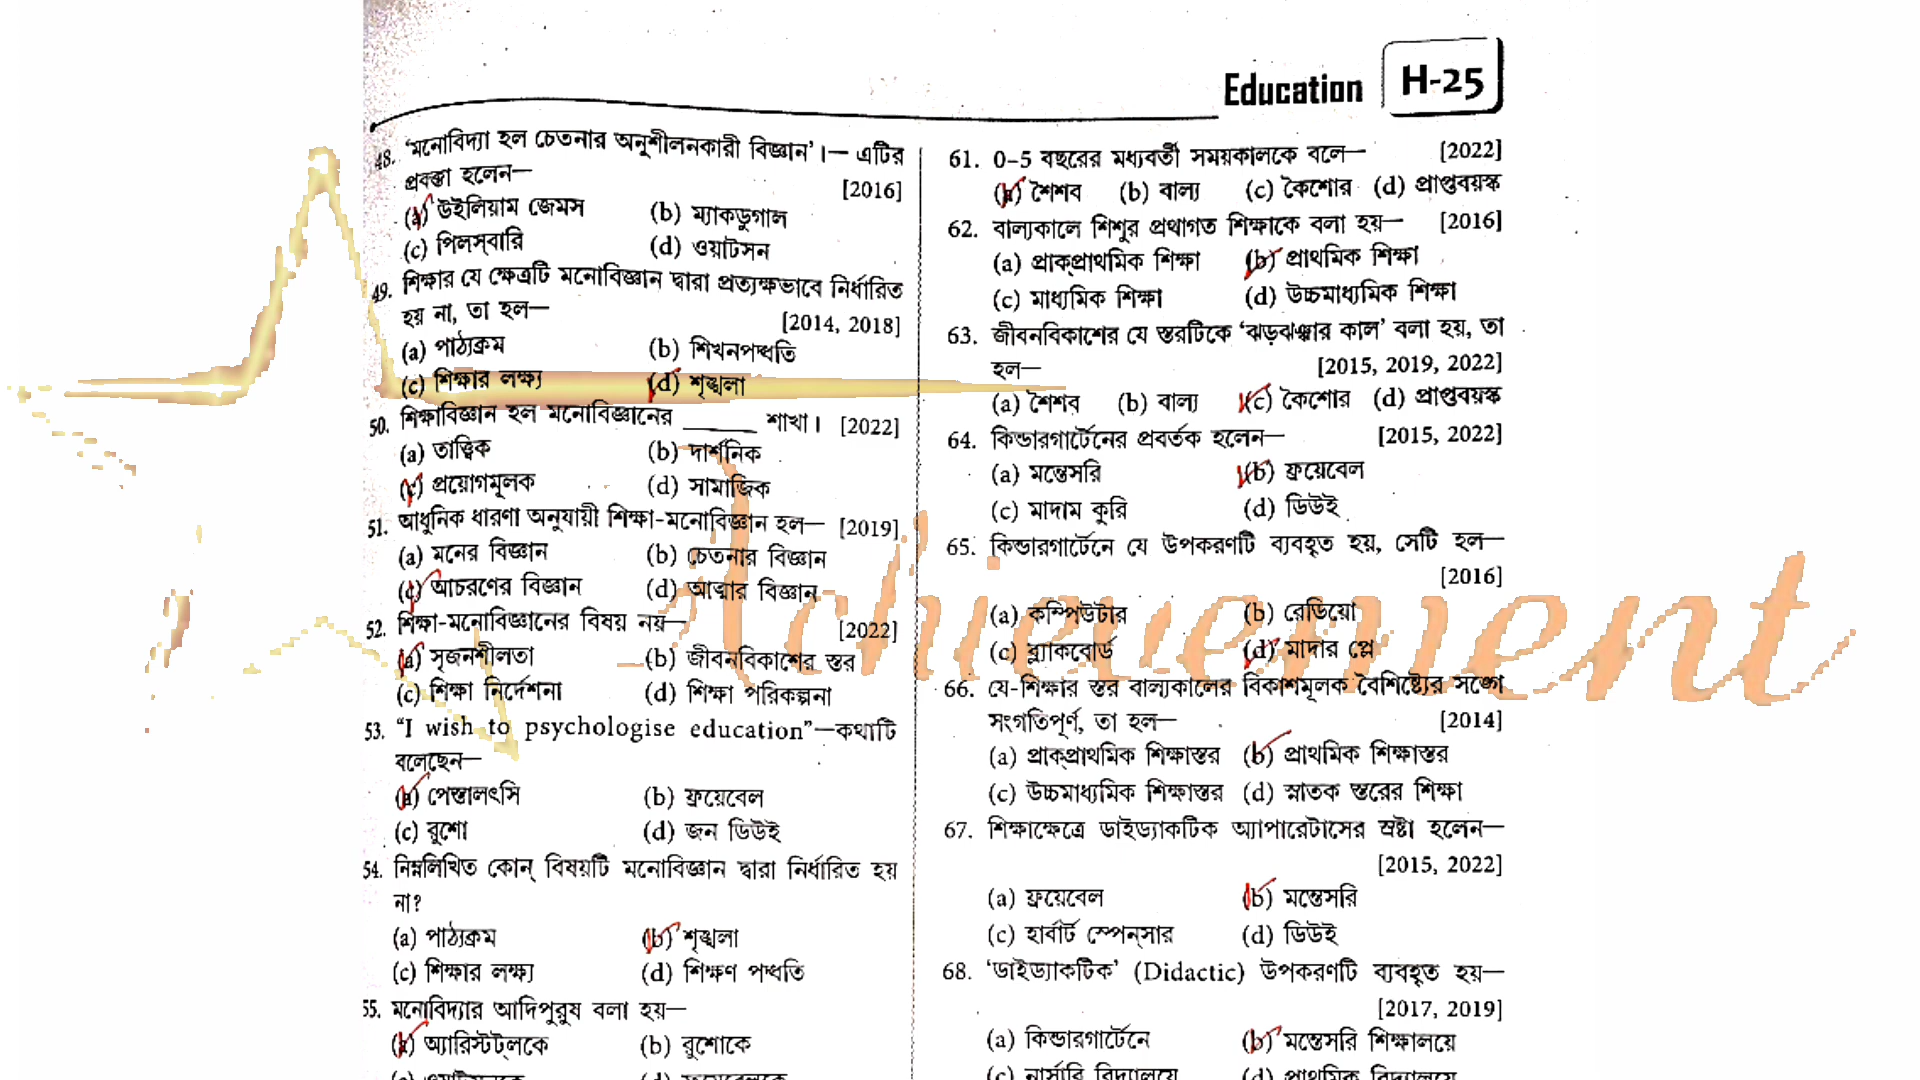 Education H-25
48. 'মনোবিদ্যা হল চেতনার অনুশীলনকারী বিজ্ঞান'।— এটির
প্রবক্তা হলেন— [2016]
(a) উইলিয়াম জেমস (b) ম্যাকডুগাল
(c) পিলস্‌বারি (d) ওয়াটসন
49. শিক্ষার যে ক্ষেত্রটি মনোবিজ্ঞান দ্বারা প্রত্যক্ষভাবে নির্ধারিত
হয় না, তা হল— [2014, 2018]
(a) পাঠ্যক্রম (b) শিখনপদ্ধতি
(c) শিক্ষার লক্ষ্য (d) শৃঙ্খলা
50. শিক্ষাবিজ্ঞান হল মনোবিজ্ঞানের ______ শাখা। [2022]
(a) তাত্ত্বিক (b) দার্শনিক
(c) প্রয়োগমূলক (d) সামাজিক
51. আধুনিক ধারণা অনুযায়ী শিক্ষা-মনোবিজ্ঞান হল— [2019]
(a) মনের বিজ্ঞান (b) চেতনার বিজ্ঞান
(c) আচরণের বিজ্ঞান (d) আত্মার বিজ্ঞান
52. শিক্ষা-মনোবিজ্ঞানের বিষয় নয়— [2022]
(a) সৃজনশীলতা (b) জীবনবিকাশের স্তর
(c) শিক্ষা নির্দেশনা (d) শিক্ষা পরিকল্পনা
53. "I wish to psychologise education"—কথাটি
বলেছেন—
(a) পেস্তালৎসি (b) ফ্রয়েবেল
(c) রুশো (d) জন ডিউই
54. নিম্নলিখিত কোন্ বিষয়টি মনোবিজ্ঞান দ্বারা নির্ধারিত হয়
না?
(a) পাঠ্যক্রম (b) শৃঙ্খলা
(c) শিক্ষার লক্ষ্য (d) শিক্ষণ পদ্ধতি
55. মনোবিদ্যার আদিপুরুষ বলা হয়—
(a) অ্যারিস্টট্‌লকে (b) রুশোকে
61. 0–5 বছরের মধ্যবর্তী সময়কালকে বলে— [2022]
(a) শৈশব (b) বাল্য (c) কৈশোর (d) প্রাপ্তবয়স্ক
62. বাল্যকালে শিশুর প্রথাগত শিক্ষাকে বলা হয়— [2016]
(a) প্রাক্‌প্রাথমিক শিক্ষা (b) প্রাথমিক শিক্ষা
(c) মাধ্যমিক শিক্ষা (d) উচ্চমাধ্যমিক শিক্ষা
63. জীবনবিকাশের যে স্তরটিকে 'ঝড়ঝঞ্ঝার কাল' বলা হয়, তা
হল— [2015, 2019, 2022]
(a) শৈশব (b) বাল্য (c) কৈশোর (d) প্রাপ্তবয়স্ক
64. কিন্ডারগার্টেনের প্রবর্তক হলেন— [2015, 2022]
(a) মন্তেসরি (b) ফ্রয়েবেল
(c) মাদাম কুরি (d) ডিউই
65. কিন্ডারগার্টেনে যে উপকরণটি ব্যবহৃত হয়, সেটি হল—
[2016]
(a) কম্পিউটার (b) রেডিয়ো
(c) ব্ল্যাকবোর্ড (d) মাদার প্লে
66. যে-শিক্ষার স্তর বাল্যকালের বিকাশমূলক বৈশিষ্ট্যের সঙ্গে
সংগতিপূর্ণ, তা হল— [2014]
(a) প্রাক্‌প্রাথমিক শিক্ষাস্তর (b) প্রাথমিক শিক্ষাস্তর
(c) উচ্চমাধ্যমিক শিক্ষাস্তর (d) স্নাতক স্তরের শিক্ষা
67. শিক্ষাক্ষেত্রে ডাইড্যাকটিক অ্যাপারেটাসের স্রষ্টা হলেন—
[2015, 2022]
(a) ফ্রয়েবেল (b) মন্তেসরি
(c) হার্বার্ট স্পেন্‌সার (d) ডিউই
68. 'ডাইড্যাকটিক' (Didactic) উপকরণটি ব্যবহৃত হয়—
[2017, 2019]
(a) কিন্ডারগার্টেনে (b) মন্তেসরি শিক্ষালয়ে
(c) নার্সারি বিদ্যালয়ে (d) প্রাথমিক বিদ্যালয়ে
Achievement